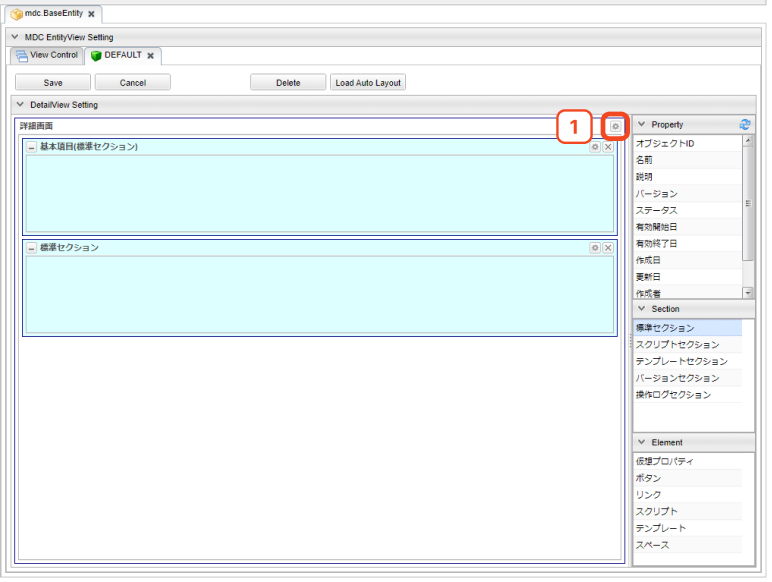 mdc.BaseEntity
MDC EntityView Setting
View Control
DEFAULT
Save
Cancel
Delete
Load Auto Layout
DetailView Setting
詳細画面
1
基本項目(標準セクション)
標準セクション
Property
オブジェクトID
名前
説明
バージョン
ステータス
有効開始日
有効終了日
作成日
更新日
作成者
Section
標準セクション
スクリプトセクション
テンプレートセクション
バージョンセクション
操作ログセクション
Element
仮想プロパティ
ボタン
リンク
スクリプト
テンプレート
スペース